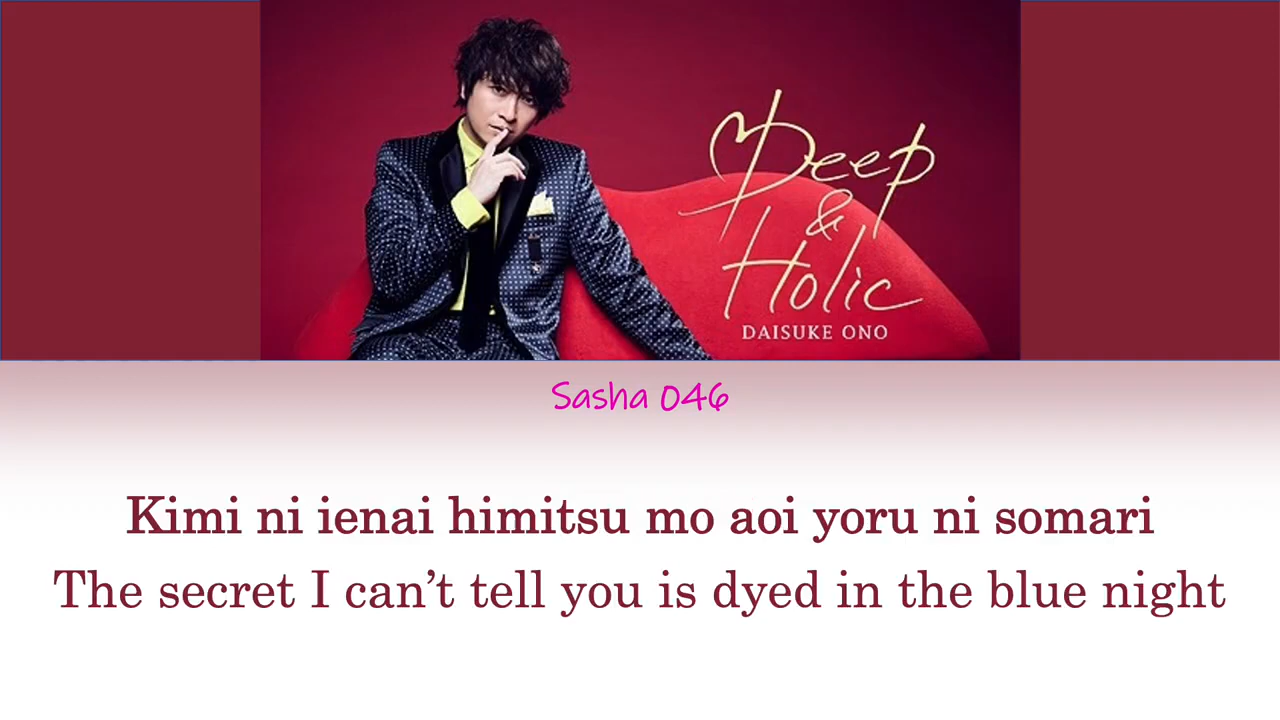 Deep
&
Holic
DAISUKE ONO
Sasha 046
Kimi ni ienai himitsu mo aoi yoru ni somari
The secret I can’t tell you is dyed in the blue night